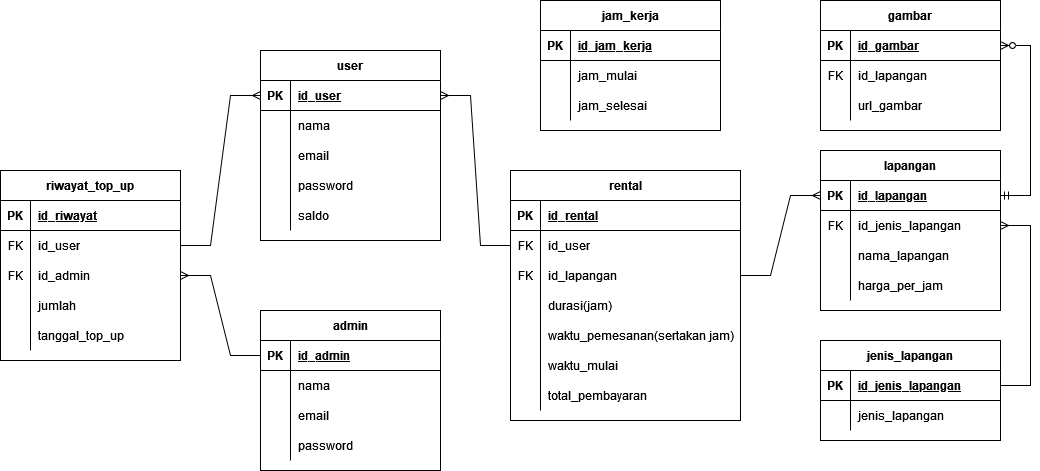 jam_kerja
PK id_jam_kerja
jam_mulai
jam_selesai
gambar
PK id_gambar
FK id_lapangan
url_gambar
user
PK id_user
nama
email
password
saldo
lapangan
PK id_lapangan
FK id_jenis_lapangan
nama_lapangan
harga_per_jam
riwayat_top_up
PK id_riwayat
FK id_user
FK id_admin
jumlah
tanggal_top_up
rental
PK id_rental
FK id_user
FK id_lapangan
durasi(jam)
waktu_pemesanan(sertakan jam)
waktu_mulai
total_pembayaran
admin
PK id_admin
nama
email
password
jenis_lapangan
PK id_jenis_lapangan
jenis_lapangan